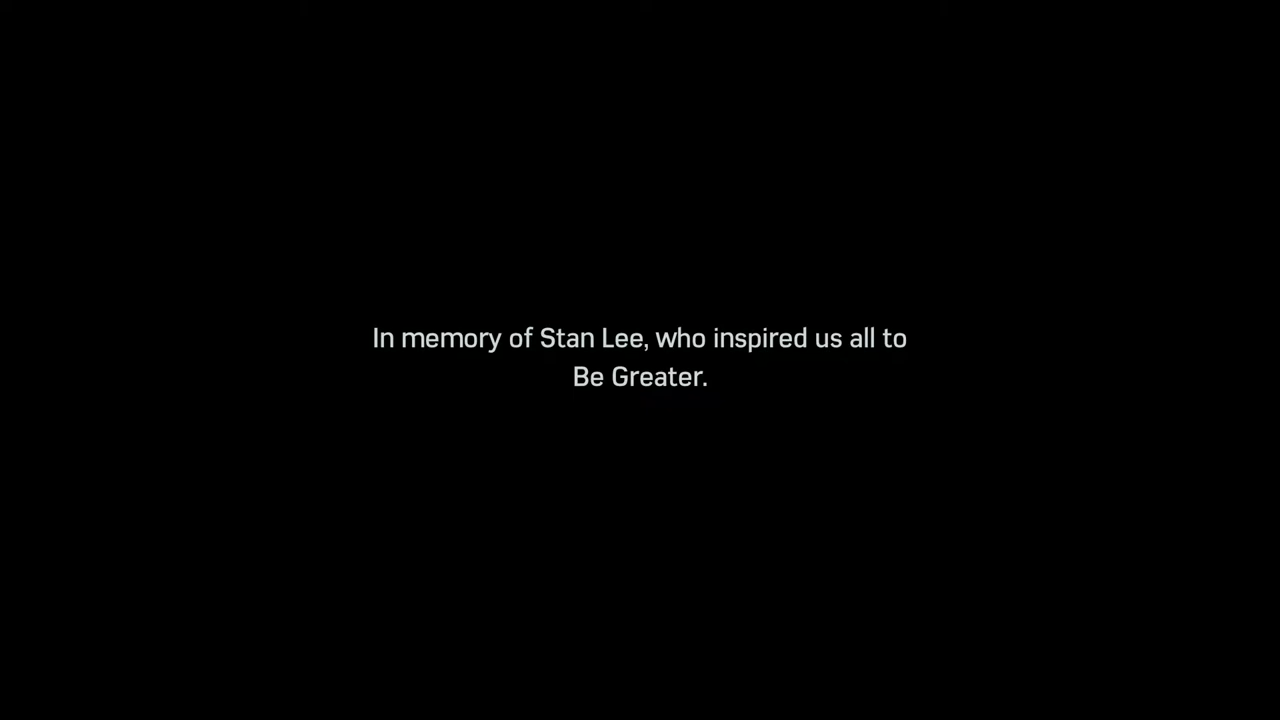 In memory of Stan Lee, who inspired us all to
Be Greater.